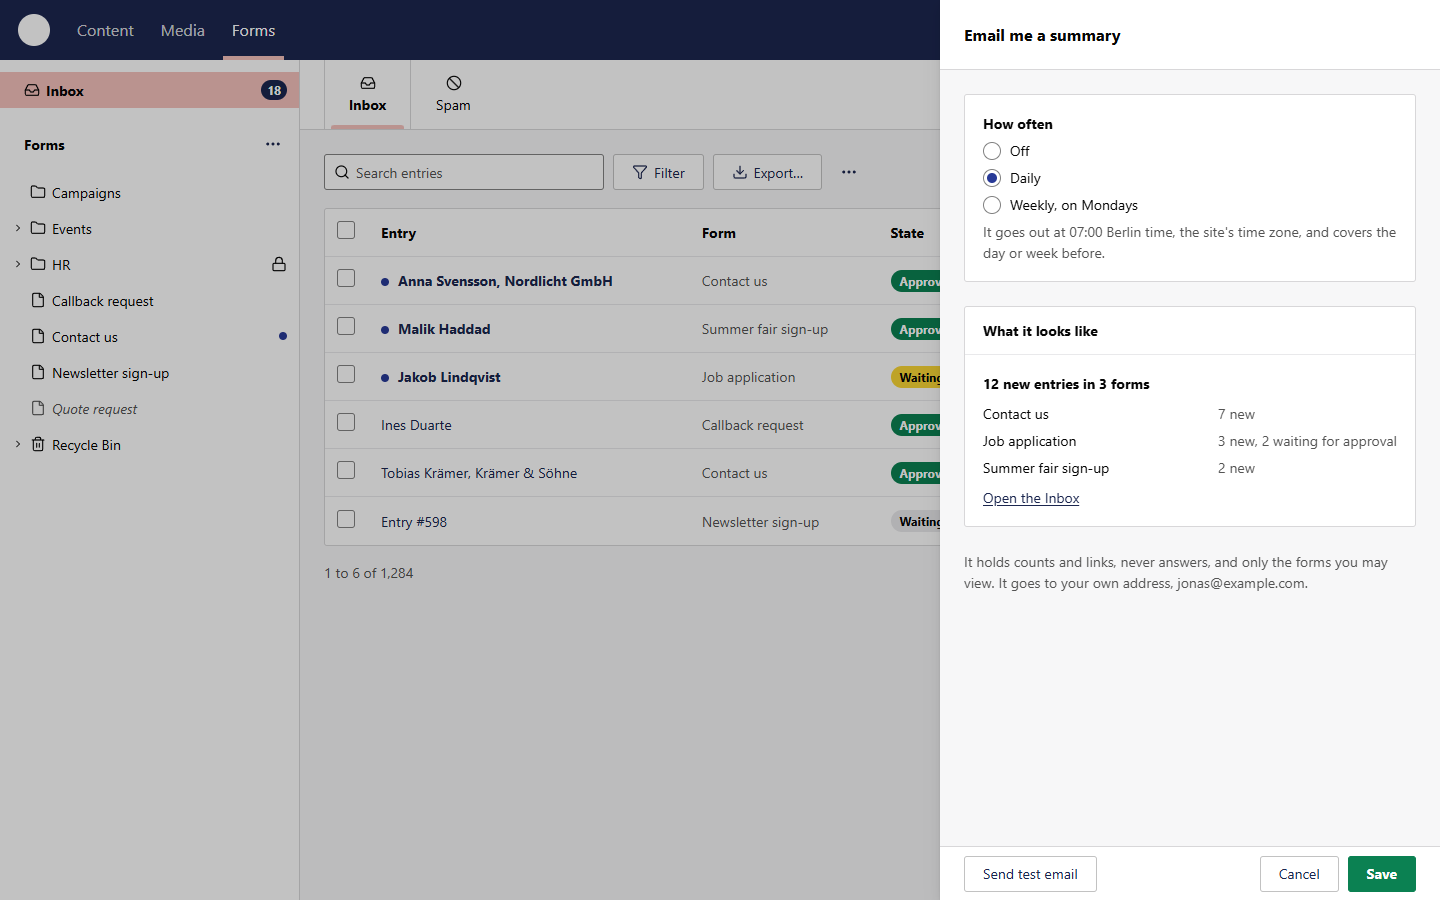 Content
Media
Forms
Inbox
18
Forms
Campaigns
Events
HR
Callback request
Contact us
Newsletter sign-up
Quote request
Recycle Bin
Inbox
Spam
Search entries
Filter
Export...
Entry
Form
State
Anna Svensson, Nordlicht GmbH
Contact us
Approv
Malik Haddad
Summer fair sign-up
Approv
Jakob Lindqvist
Job application
Waiting
Ines Duarte
Callback request
Approv
Tobias Krämer, Krämer & Söhne
Contact us
Approv
Entry #598
Newsletter sign-up
Waiting
1 to 6 of 1,284
Email me a summary
How often
Off
Daily
Weekly, on Mondays
It goes out at 07:00 Berlin time, the site's time zone, and covers the
day or week before.
What it looks like
12 new entries in 3 forms
Contact us
7 new
Job application
3 new, 2 waiting for approval
Summer fair sign-up
2 new
Open the Inbox
It holds counts and links, never answers, and only the forms you may
view. It goes to your own address, jonas@example.com.
Send test email
Cancel
Save